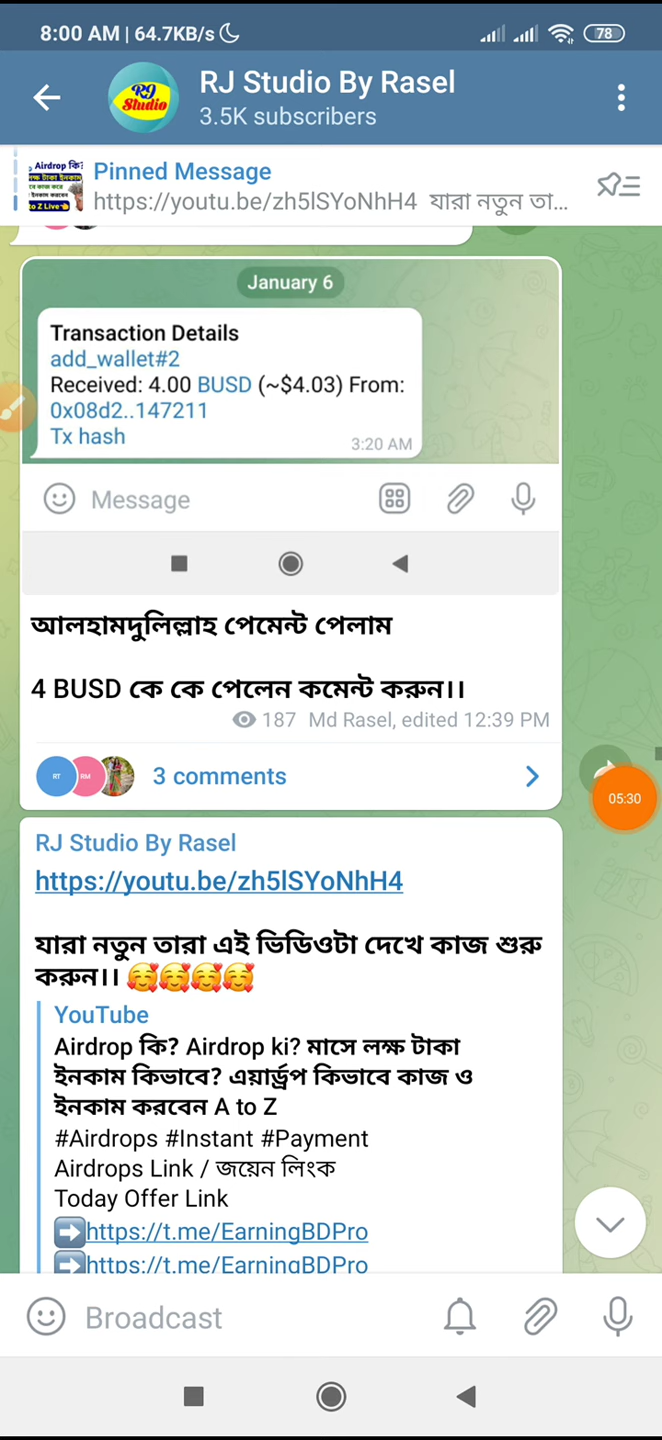 8:00 AM | 64.7KB/s
78
RJ Studio
RJ Studio By Rasel
3.5K subscribers
Airdrop কি?
Pinned Message
https://youtu.be/zh5lSYoNhH4 যারা নতুন তা...
January 6
Transaction Details
add_wallet#2
Received: 4.00 BUSD (~$4.03) From:
0x08d2..147211
Tx hash
3:20 AM
Message
আলহামদুলিল্লাহ পেমেন্ট পেলাম
4 BUSD কে কে পেলেন কমেন্ট করুন।।
187 Md Rasel, edited 12:39 PM
RT
RM
3 comments
05:30
RJ Studio By Rasel
https://youtu.be/zh5lSYoNhH4
যারা নতুন তারা এই ভিডিওটা দেখে কাজ শুরু
করুন।। 🥰🥰🥰🥰
YouTube
Airdrop কি? Airdrop ki? মাসে লক্ষ টাকা
ইনকাম কিভাবে? এয়ার্ড্রপ কিভাবে কাজ ও
ইনকাম করবেন A to Z
#Airdrops #Instant #Payment
Airdrops Link / জয়েন লিংক
Today Offer Link
➡️https://t.me/EarningBDPro
➡️https://t.me/EarningBDPro
Broadcast